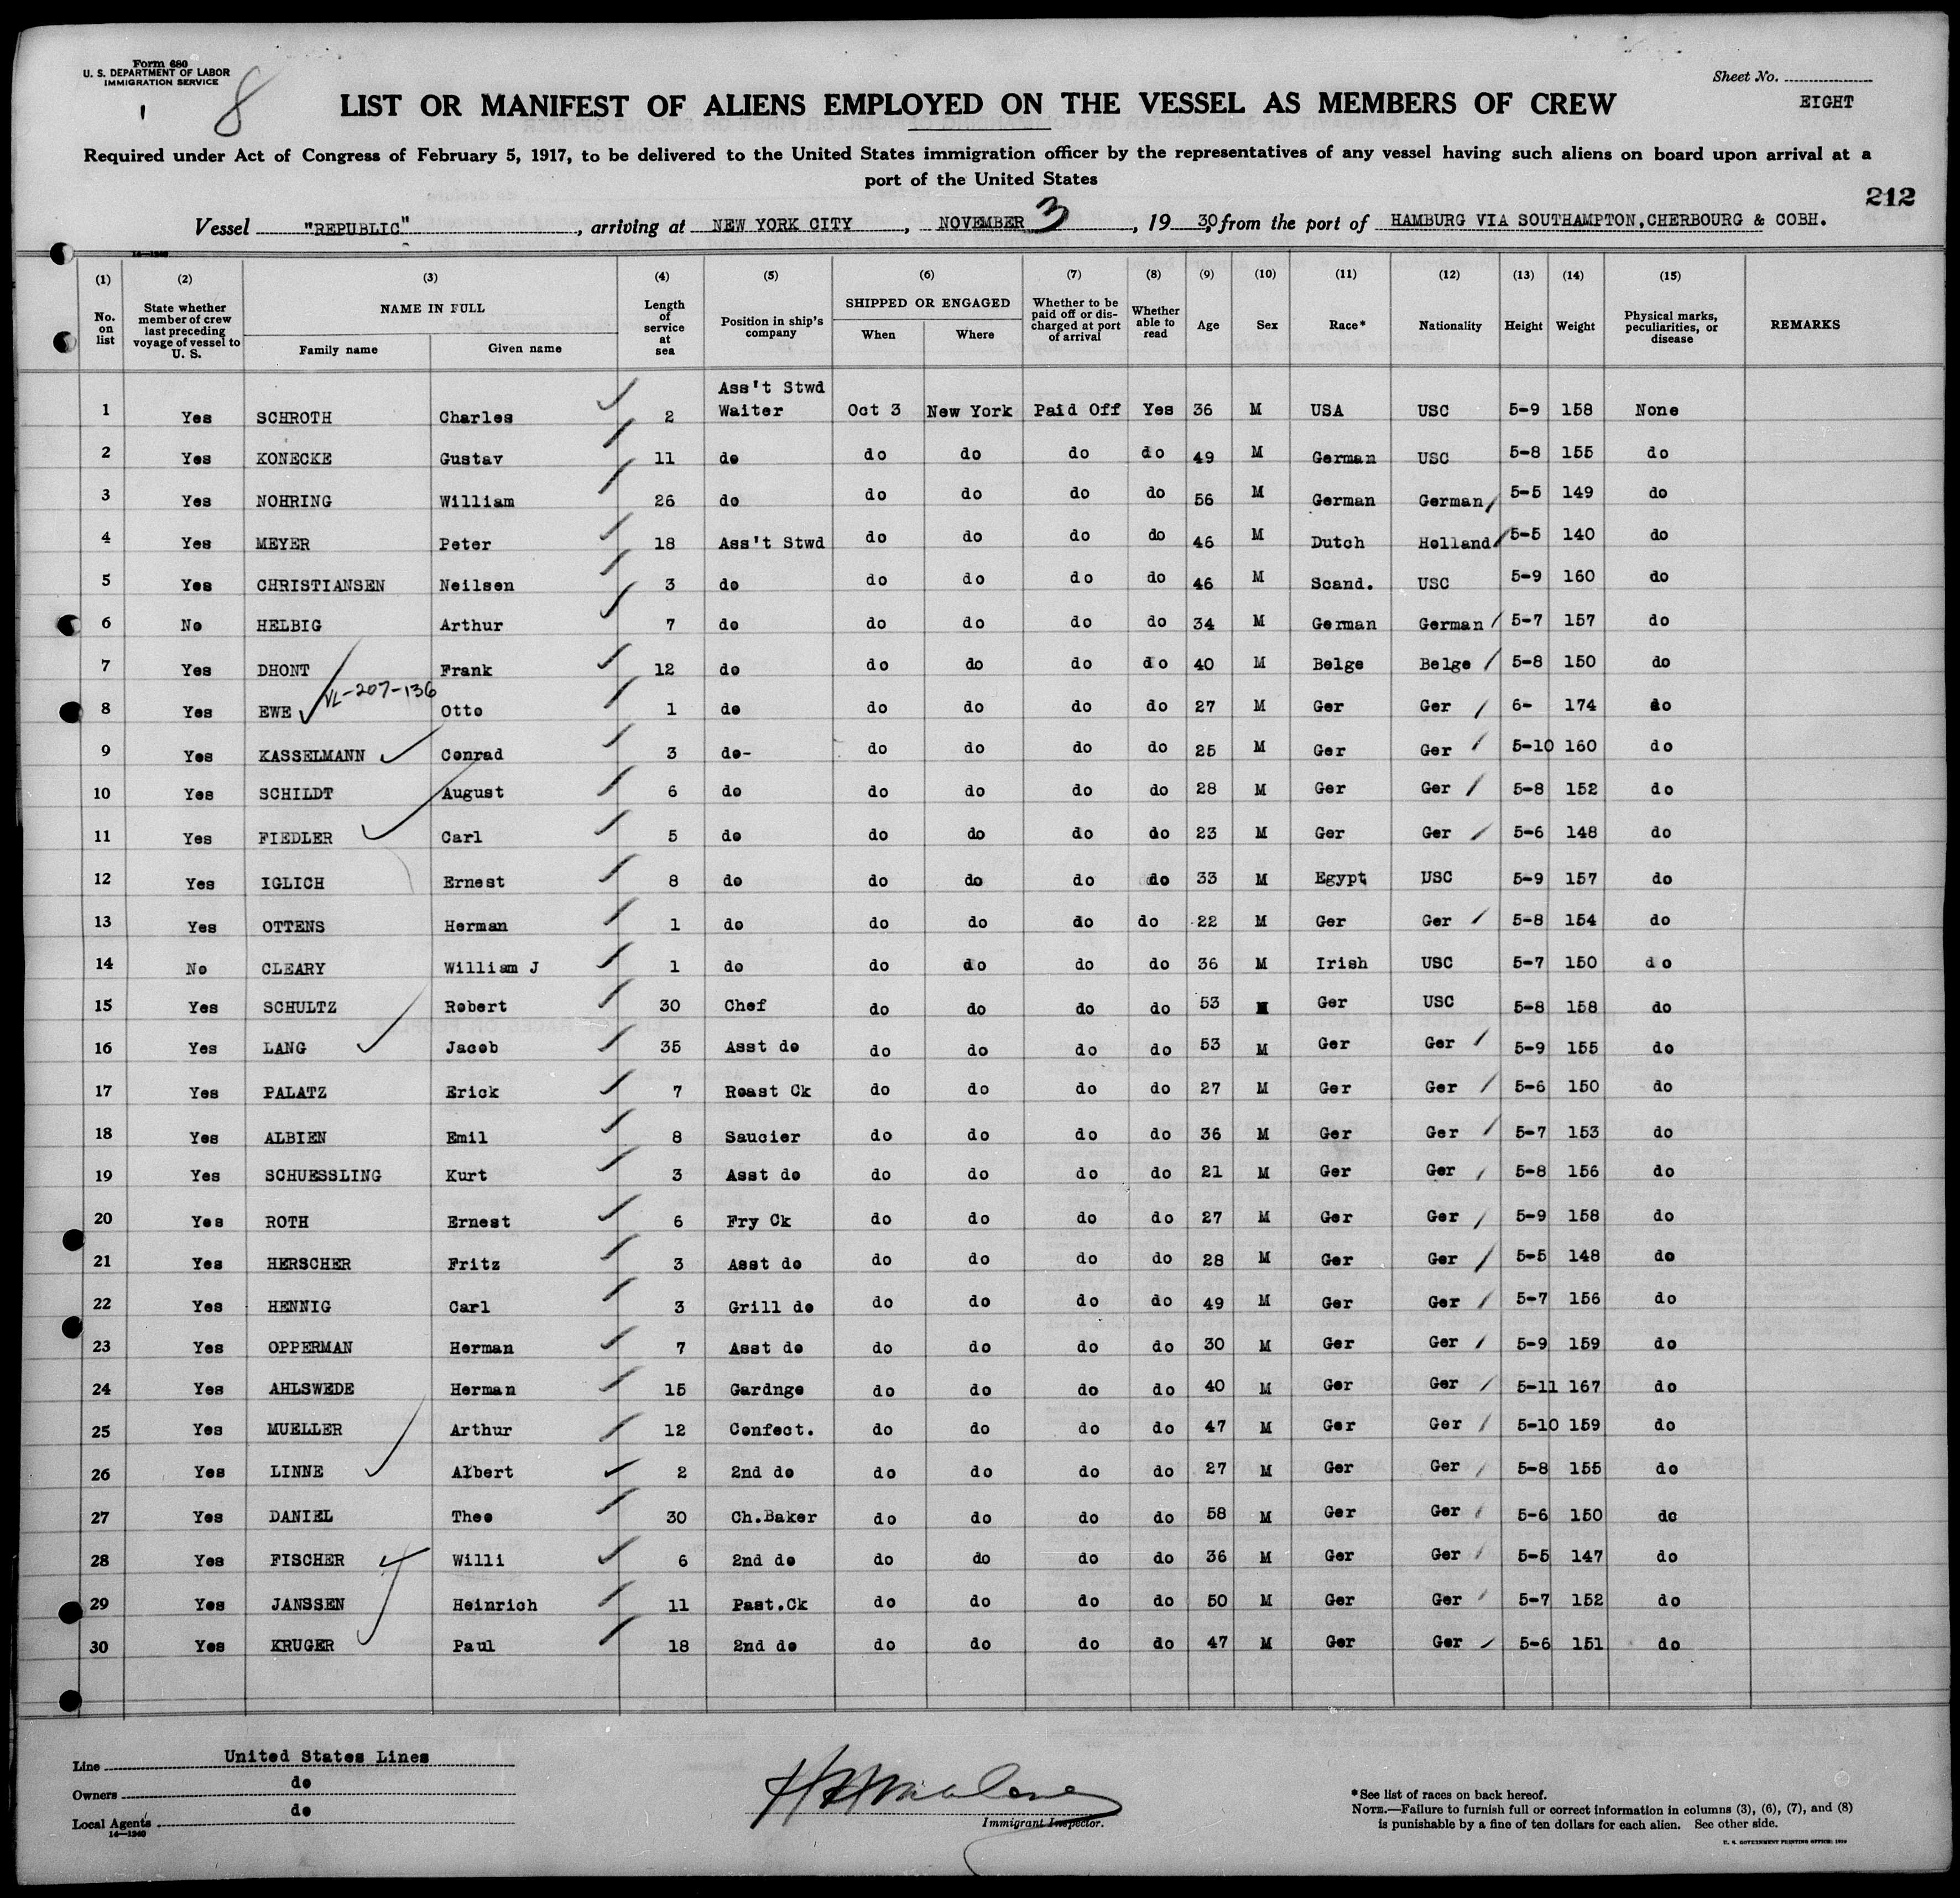 Form 680
U. S. DEPARTMENT OF LABOR
IMMIGRATION SERVICE
1
8
Sheet No.
EIGHT
LIST OR MANIFEST OF ALIENS EMPLOYED ON THE VESSEL AS MEMBERS OF CREW
Required under Act of Congress of February 5, 1917, to be delivered to the United States immigration officer by the representatives of any vessel having such aliens on board upon arrival at a
port of the United States
212
Vessel "REPUBLIC", arriving at NEW YORK CITY, NOVEMBER 3, 1930, from the port of HAMBURG VIA SOUTHAMPTON, CHERBOURG & COBH.
14—1240
(1) (2) (3) (4) (5) (6) (7) (8) (9) (10) (11) (12) (13) (14) (15)
No. on list | State whether member of crew last preceding voyage of vessel to U. S. | NAME IN FULL Family name Given name | Length of service at sea | Position in ship's company | SHIPPED OR ENGAGED When Where | Whether to be paid off or discharged at port of arrival | Whether able to read | Age | Sex | Race* | Nationality | Height | Weight | Physical marks, peculiarities, or disease | REMARKS
1 Yes SCHROTH Charles 2 Ass't Stwd Waiter Oct 3 New York Paid Off Yes 36 M USA USC 5-9 158 None
2 Yes KONECKE Gustav 11 do do do do do 49 M German USC 5-8 155 do
3 Yes NOHRING William 26 do do do do do 56 M German German 5-5 149 do
4 Yes MEYER Peter 18 Ass't Stwd do do do do 46 M Dutch Holland 5-5 140 do
5 Yes CHRISTIANSEN Neilsen 3 do do do do do 46 M Scand. USC 5-9 160 do
6 No HELBIG Arthur 7 do do do do do 34 M German German 5-7 157 do
7 Yes DHONT Frank 12 do do do do do 40 M Belge Belge 5-8 150 do
VL-207-136
8 Yes EWE Otto 1 do do do do do 27 M Ger Ger 6- 174 do
9 Yes KASSELMANN Conrad 3 do- do do do do 25 M Ger Ger 5-10 160 do
10 Yes SCHILDT August 6 do do do do do 28 M Ger Ger 5-8 152 do
11 Yes FIEDLER Carl 5 do do do do do 23 M Ger Ger 5-6 148 do
12 Yes IGLICH Ernest 8 do do do do do 33 M Egypt USC 5-9 157 do
13 Yes OTTENS Herman 1 do do do do do 22 M Ger Ger 5-8 154 do
14 No CLEARY William J 1 do do do do do 36 M Irish USC 5-7 150 do
15 Yes SCHULTZ Robert 30 Chef do do do do 53 M Ger USC 5-8 158 do
16 Yes LANG Jacob 35 Asst do do do do do 53 M Ger Ger 5-9 155 do
17 Yes PALATZ Erick 7 Roast Ck do do do do 27 M Ger Ger 5-6 150 do
18 Yes ALBIEN Emil 8 Saucier do do do do 36 M Ger Ger 5-7 153 do
19 Yes SCHUESSLING Kurt 3 Asst do do do do do 21 M Ger Ger 5-8 156 do
20 Yes ROTH Ernest 6 Fry Ck do do do do 27 M Ger Ger 5-9 158 do
21 Yes HERSCHER Fritz 3 Asst do do do do do 28 M Ger Ger 5-5 148 do
22 Yes HENNIG Carl 3 Grill do do do do do 49 M Ger Ger 5-7 156 do
23 Yes OPPERMAN Herman 7 Asst do do do do do 30 M Ger Ger 5-9 159 do
24 Yes AHLSWEDE Herman 15 Gardnge do do do do 40 M Ger Ger 5-11 167 do
25 Yes MUELLER Arthur 12 Confect. do do do do 47 M Ger Ger 5-10 159 do
26 Yes LINNE Albert 2 2nd do do do do do 27 M Ger Ger 5-8 155 do
27 Yes DANIEL Theo 30 Ch.Baker do do do do 58 M Ger Ger 5-6 150 do
28 Yes FISCHER Willi 6 2nd do do do do do 36 M Ger Ger 5-5 147 do
29 Yes JANSSEN Heinrich 11 Past.Ck do do do do 50 M Ger Ger 5-7 152 do
30 Yes KRUGER Paul 18 2nd do do do do do 47 M Ger Ger 5-6 151 do
Line United States Lines
Owners do
Local Agents do
14—1240
Immigrant Inspector.
*See list of races on back hereof.
NOTE.—Failure to furnish full or correct information in columns (3), (6), (7), and (8)
is punishable by a fine of ten dollars for each alien. See other side.